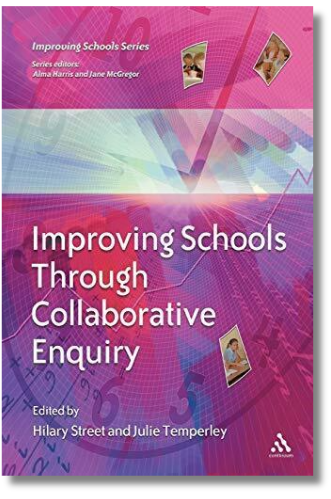 Improving Schools Series
Series editors:
Alma Harris and Jane McGregor
Improving Schools
Through
Collaborative
Enquiry
Edited by
Hilary Street and Julie Temperley
continuum